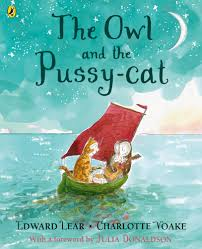 The Owl
and the
Pussy-cat
EDWARD LEAR • CHARLOTTE VOAKE
With a foreword by JULIA DONALDSON